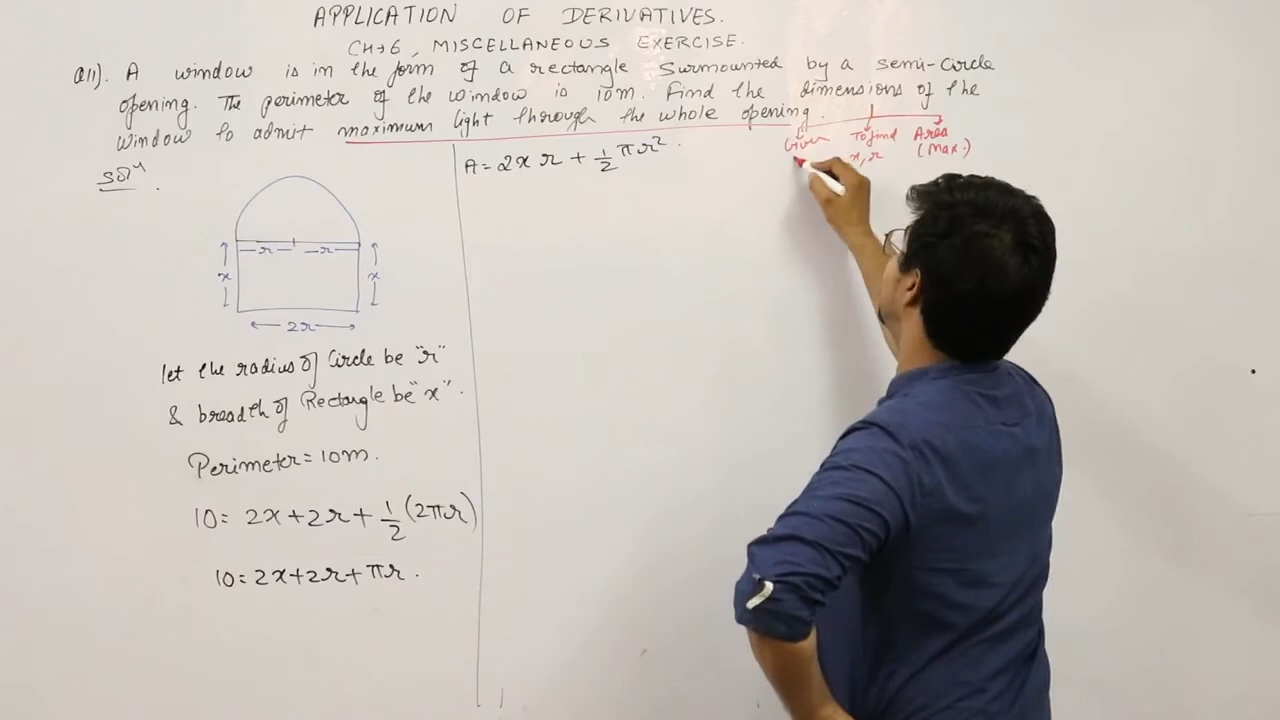 APPLICATION OF DERIVATIVES.
CH→6, MISCELLANEOUS EXERCISE.
Q11). A window is in the form of a rectangle surmounted by a semi-circle
opening. The perimeter of the window is 10m. Find the dimensions of the
window to admit maximum light through the whole opening.
Given To find Area
x, r (Max.)
Solⁿ
A = 2xr + 1/2 πr².
r r
x x
2r
let the radius of Circle be "r"
& breadth of Rectangle be "x".
Perimeter = 10m.
10 = 2x + 2r + 1/2 (2πr)
10 = 2x + 2r + πr.